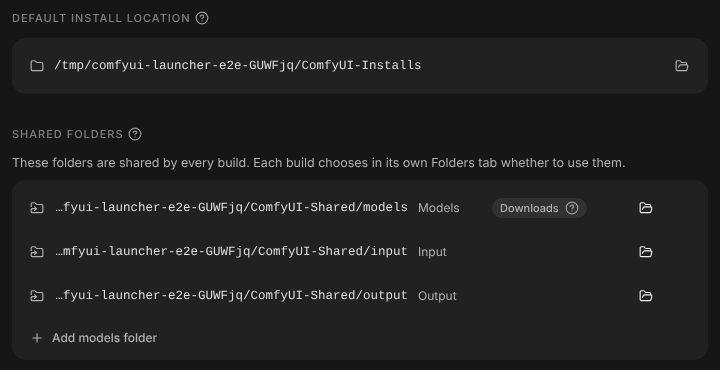 DEFAULT INSTALL LOCATION
/tmp/comfyui-launcher-e2e-GUWFjq/ComfyUI-Installs
SHARED FOLDERS
These folders are shared by every build. Each build chooses in its own Folders tab whether to use them.
…fyui-launcher-e2e-GUWFjq/ComfyUI-Shared/models Models Downloads
…mfyui-launcher-e2e-GUWFjq/ComfyUI-Shared/input Input
…fyui-launcher-e2e-GUWFjq/ComfyUI-Shared/output Output
+ Add models folder